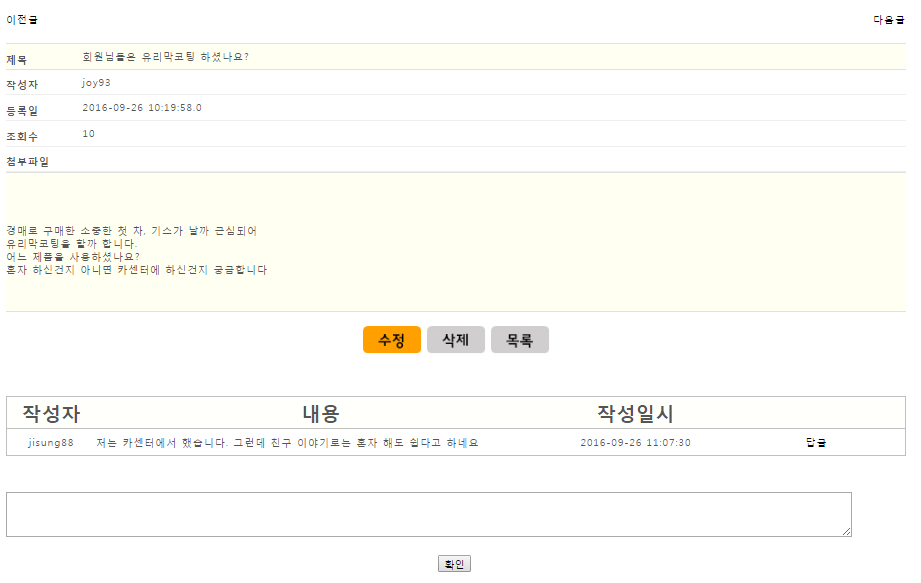 이전글 다음글
제목 회원님들은 유리막코팅 하셨나요?
작성자 joy93
등록일 2016-09-26 10:19:58.0
조회수 10
첨부파일
경매로 구매한 소중한 첫 차, 기스가 날까 근심되어
유리막코팅을 할까 합니다.
어느 제품을 사용하셨나요?
혼자 하신건지 아니면 카센터에 하신건지 궁금합니다
수정 삭제 목록
작성자 내용 작성일시
jisung88 저는 카센터에서 했습니다. 그런데 친구 이야기로는 혼자 해도 쉽다고 하네요 2016-09-26 11:07:30 답글
확인